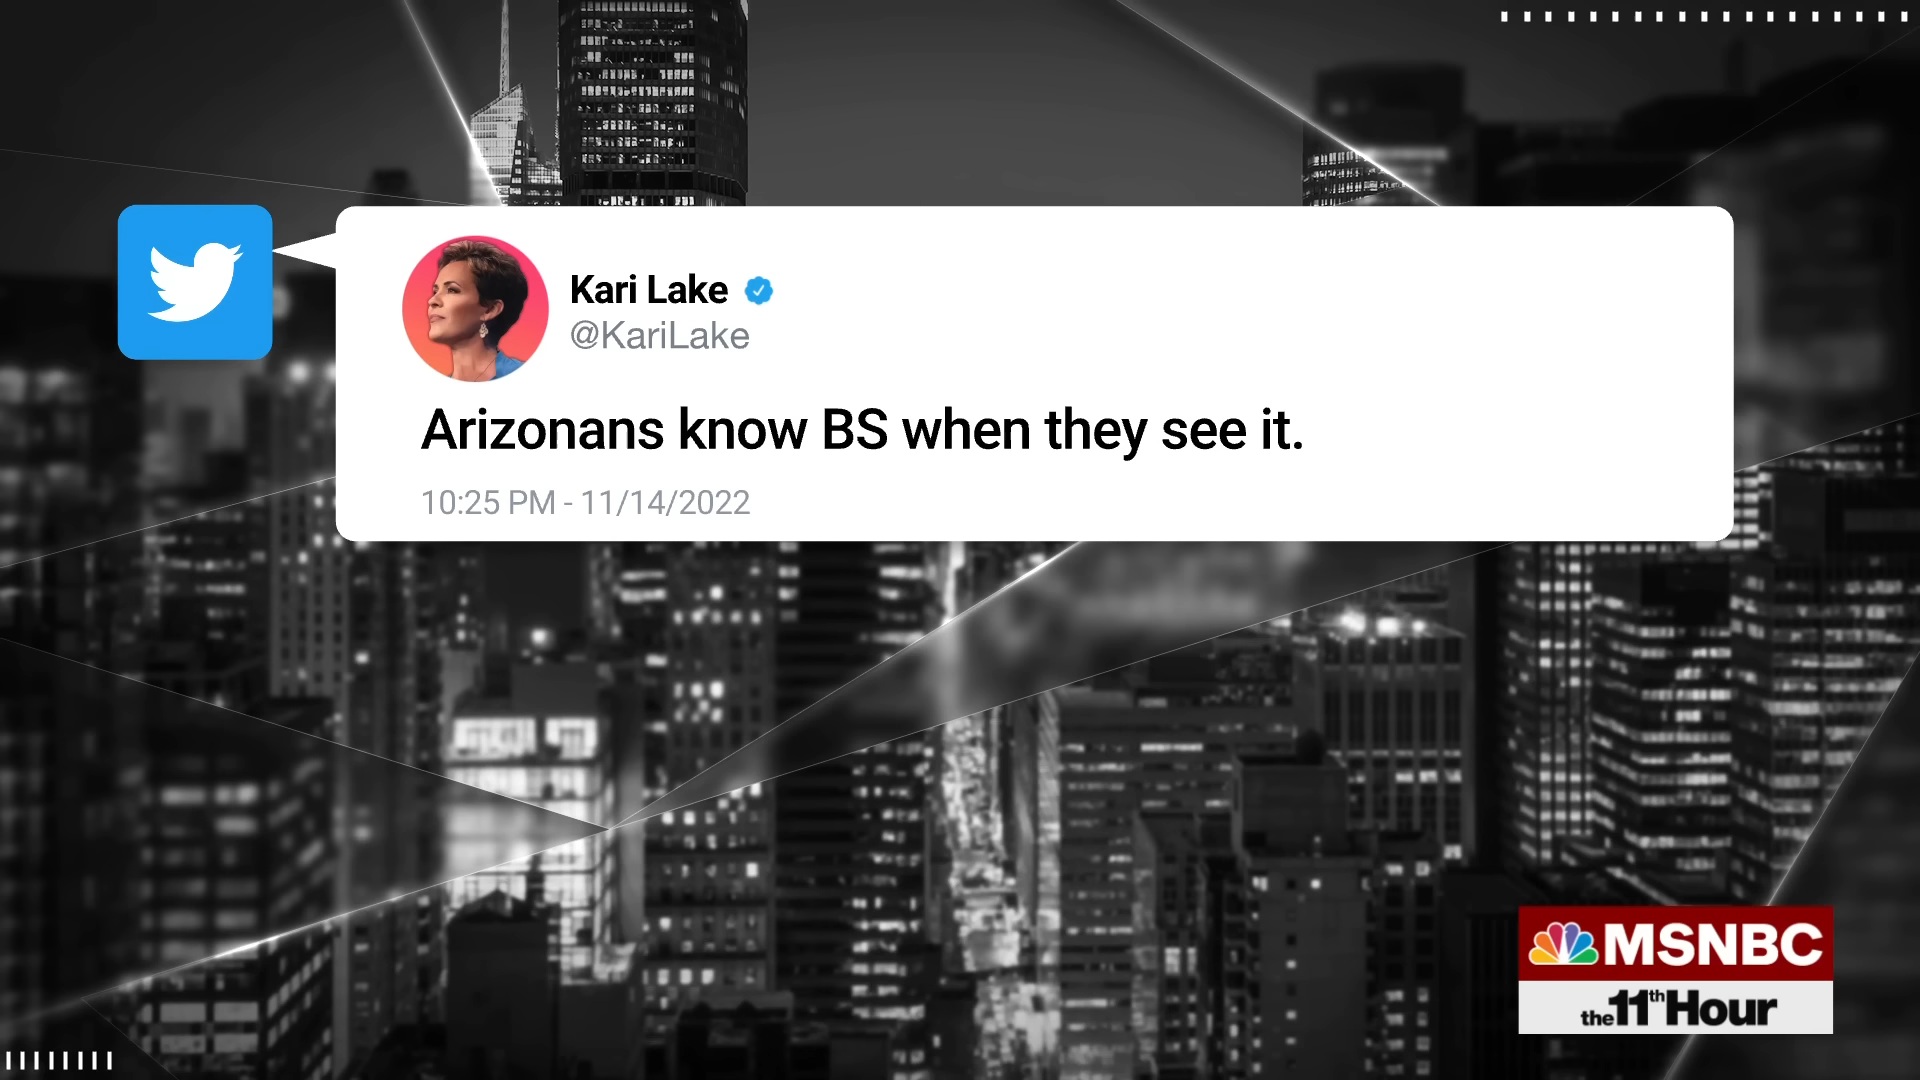 Kari Lake
@KariLake
Arizonans know BS when they see it.
10:25 PM - 11/14/2022
MSNBC
the 11th Hour